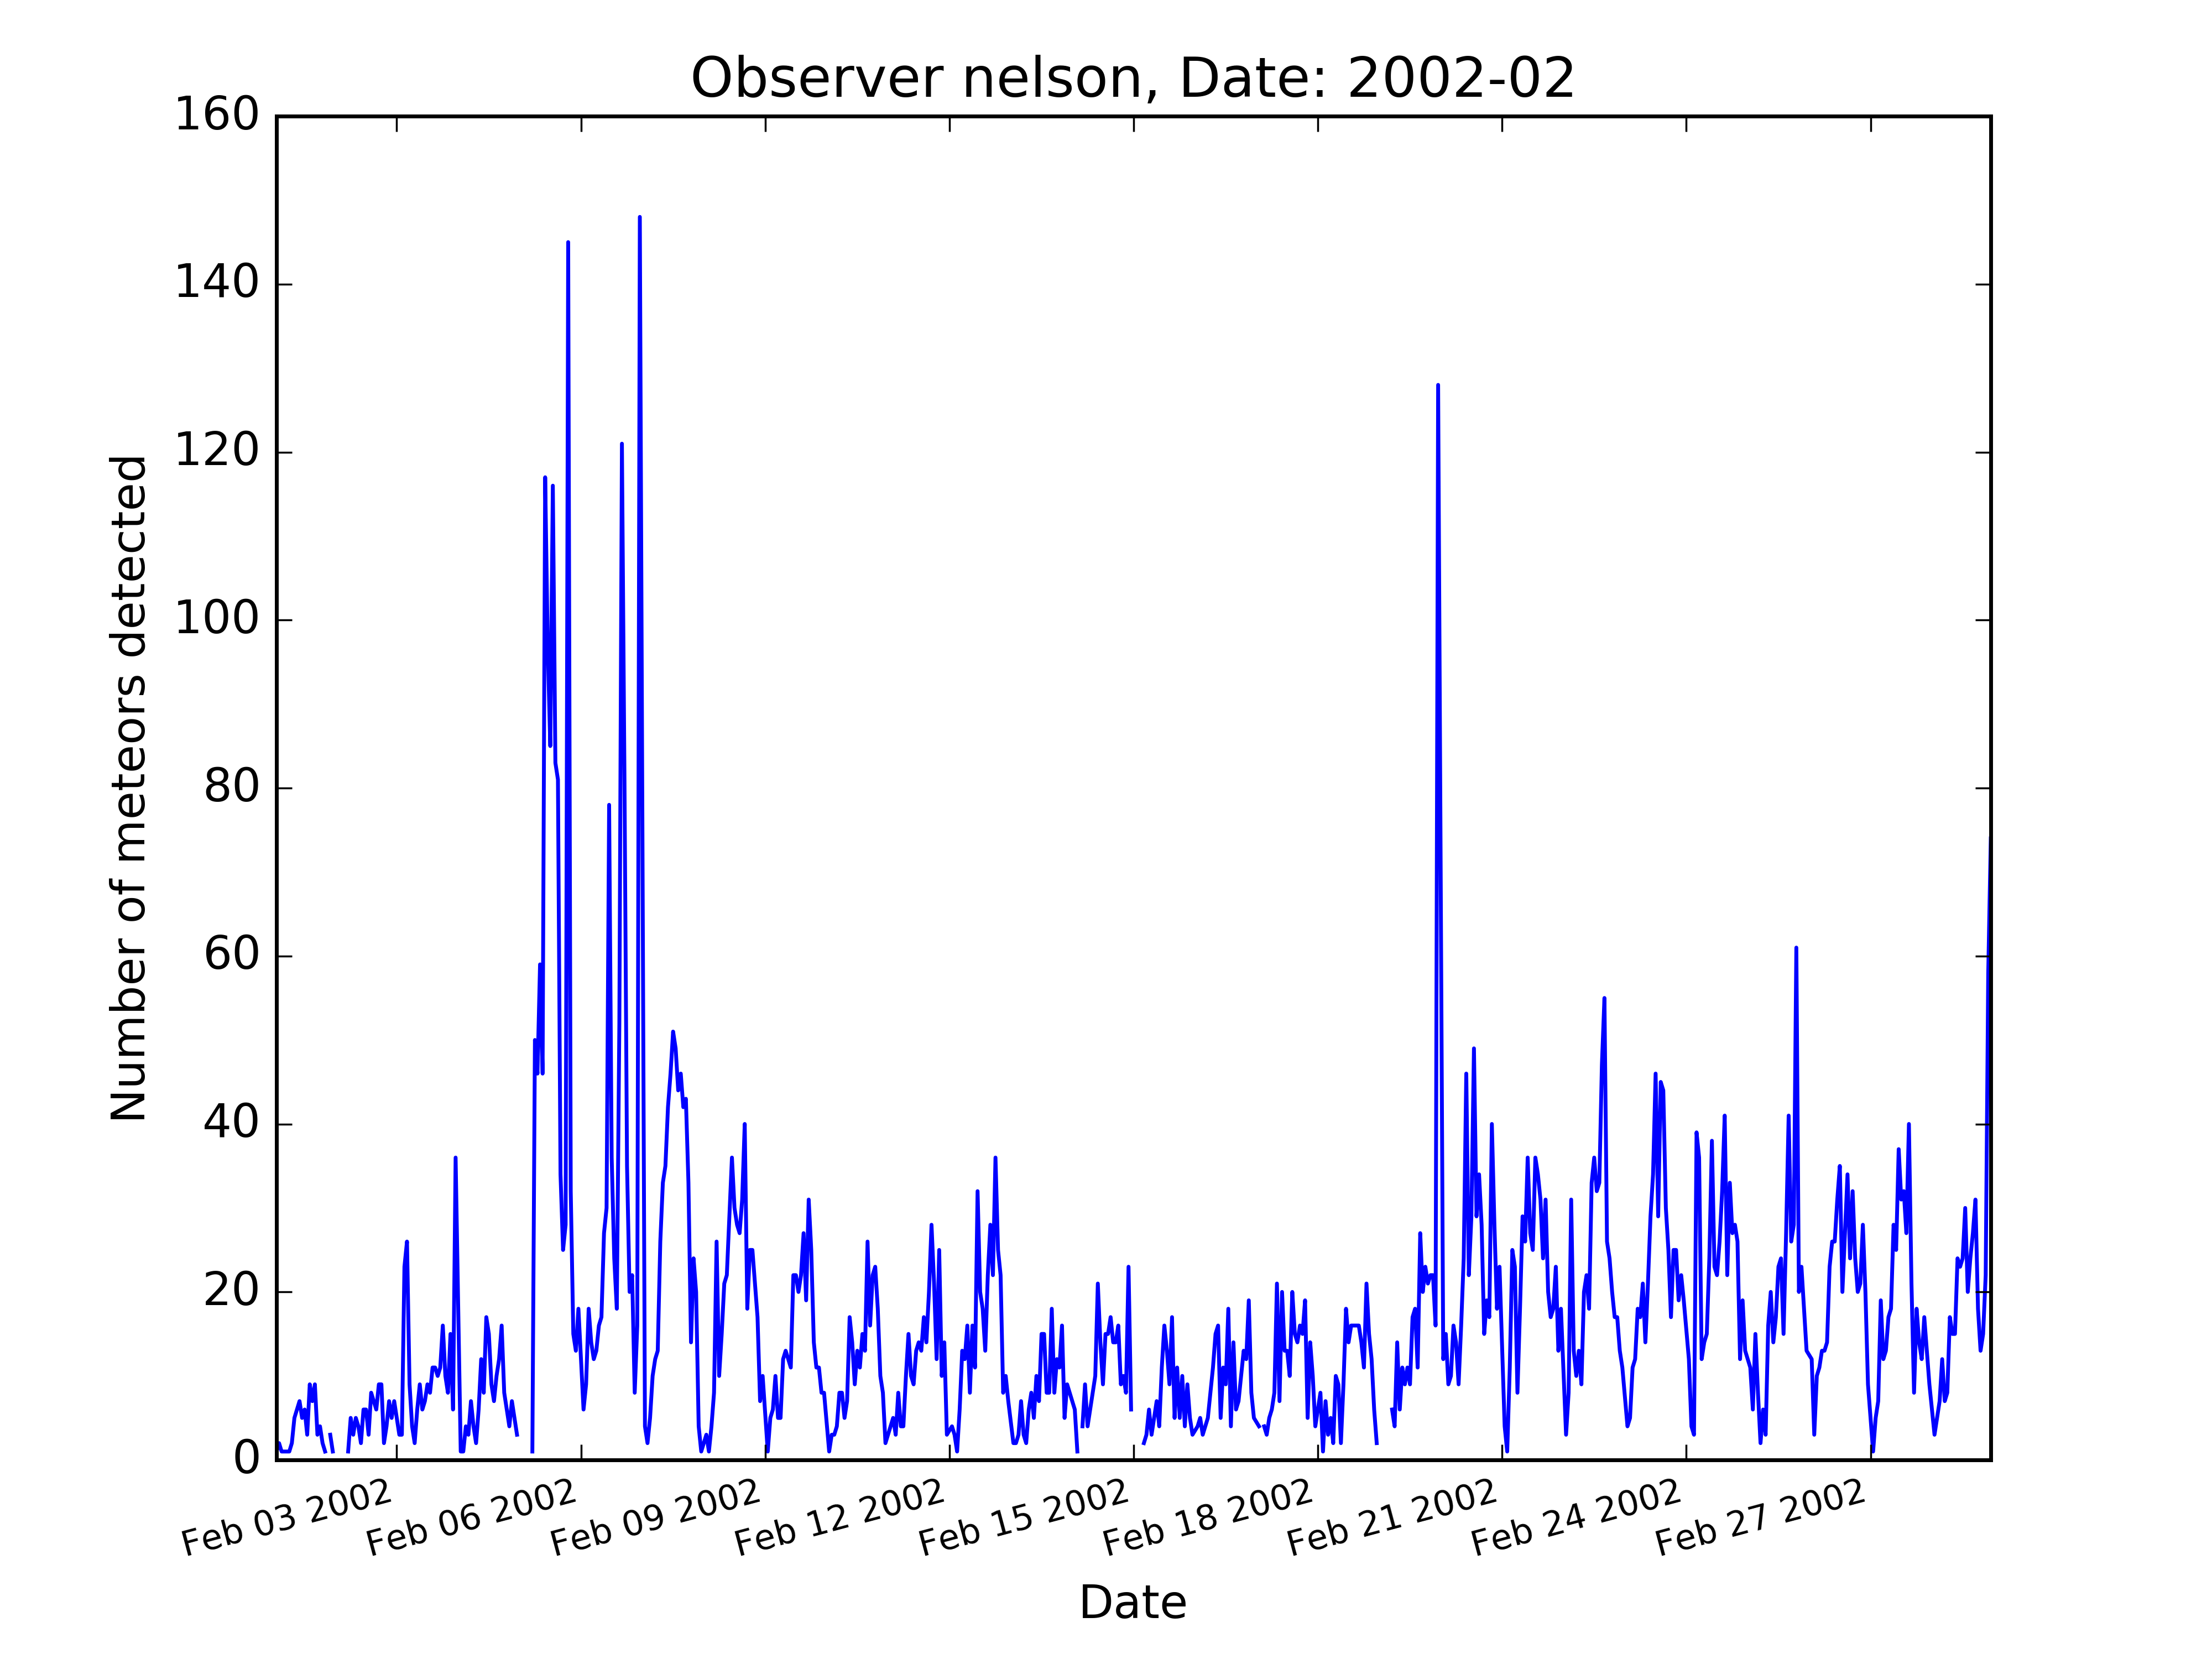 Observer nelson, Date: 2002-02
160
140
120
100
80
60
40
20
0
Number of meteors detected
Feb 03 2002
Feb 06 2002
Feb 09 2002
Feb 12 2002
Feb 15 2002
Feb 18 2002
Feb 21 2002
Feb 24 2002
Feb 27 2002
Date